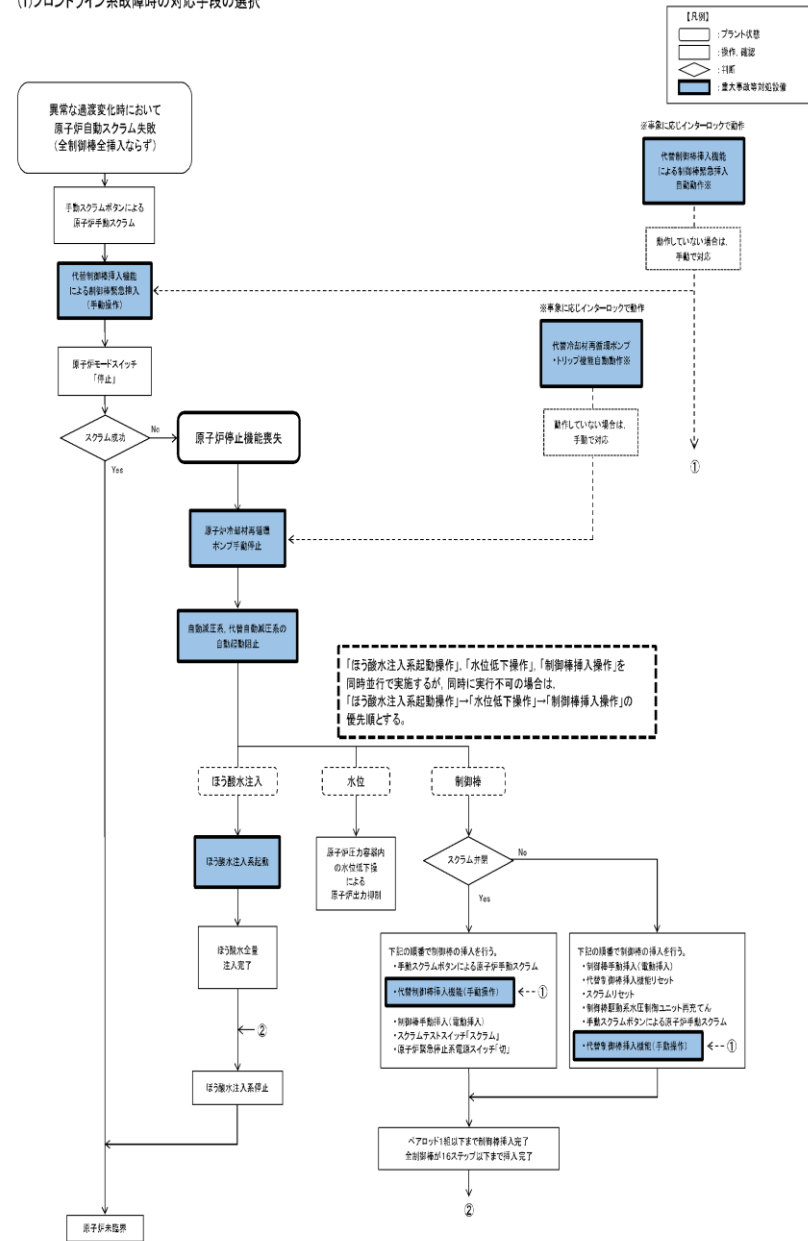 (1)フロントライン系故障時の対応手段の選択
【凡例】
：プラント状態
：操作、確認
：判断
：重大事故等対処設備
異常な過渡変化時において
原子炉自動スクラム失敗
(全制御棒全挿入ならず)
※事象に応じインターロックで動作
代替制御棒挿入機能
による制御棒緊急挿入
自動動作※
手動スクラムボタンによる
原子炉手動スクラム
動作していない場合は、
手動で対応
代替制御棒挿入機能
による制御棒緊急挿入
(手動操作)
※事象に応じインターロックで動作
代替冷却材再循環ポンプ
・トリップ機能自動動作※
原子炉モードスイッチ
「停止」
動作していない場合は、
手動で対応
スクラム成功
No
原子炉停止機能喪失
Yes
①
原子炉冷却材再循環
ポンプ手動停止
自動減圧系、代替自動減圧系の
自動起動阻止
「ほう酸水注入系起動操作」、「水位低下操作」、「制御棒挿入操作」を
同時並行で実施するが、同時に実行不可の場合は、
「ほう酸水注入系起動操作」→「水位低下操作」→「制御棒挿入操作」の
優先順とする。
ほう酸水注入
水位
制御棒
ほう酸水注入系起動
原子炉圧力容器内
の水位低下操
による
原子炉出力抑制
スクラム弁閉
No
Yes
ほう酸水全量
注入完了
下記の順番で制御棒の挿入を行う。
・手動スクラムボタンによる原子炉手動スクラム
・代替制御棒挿入機能(手動操作)
①
・制御棒手動挿入(電動挿入)
・スクラムテストスイッチ「スクラム」
・原子炉緊急停止系電源スイッチ「切」
下記の順番で制御棒の挿入を行う。
・制御棒手動挿入(電動挿入)
・代替制御棒挿入機能リセット
・スクラムリセット
・制御棒駆動系水圧制御ユニット再充てん
・手動スクラムボタンによる原子炉手動スクラム
・代替制御棒挿入機能(手動操作)
①
②
ほう酸水注入系停止
ペアロッド1組以下まで制御棒挿入完了
全制御棒が16ステップ以下まで挿入完了
②
原子炉未臨界